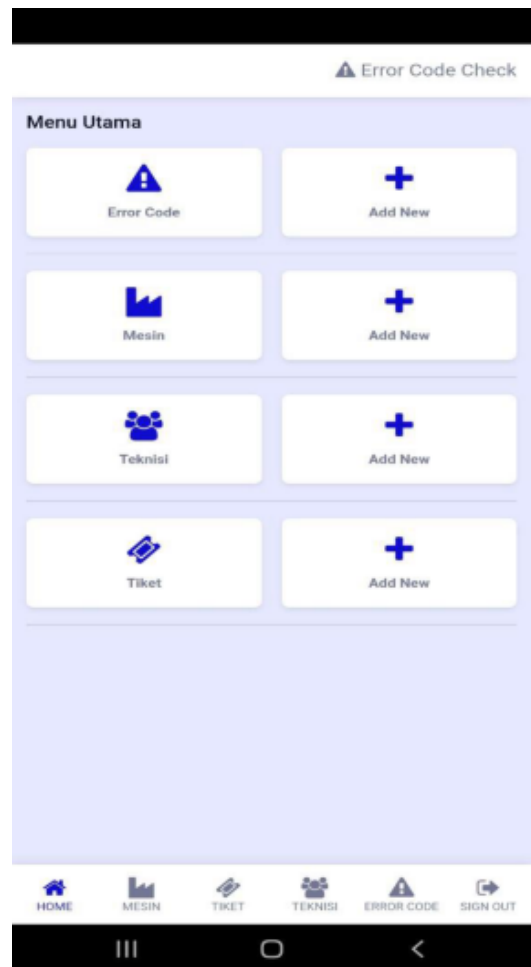 Error Code Check
Menu Utama
Error Code
Add New
Mesin
Add New
Teknisi
Add New
Tiket
Add New
HOME MESIN TIKET TEKNISI ERROR CODE SIGN OUT